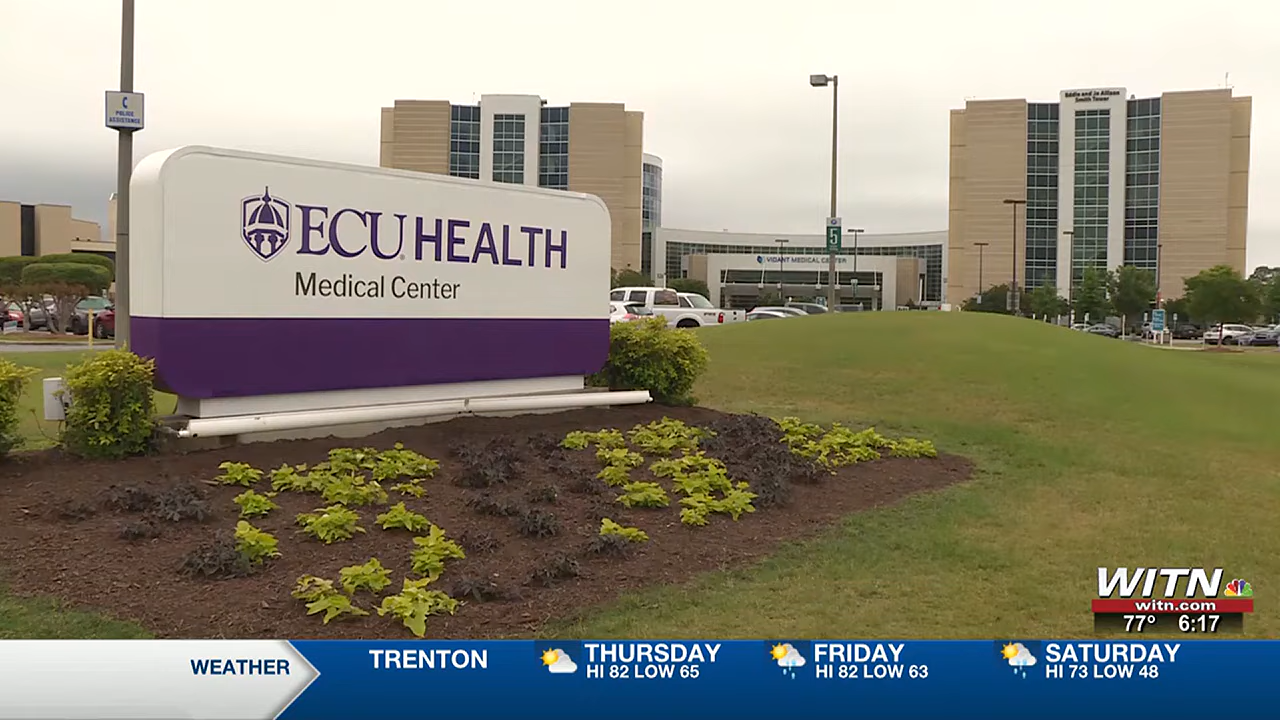 C
POLICE
ASSISTANCE
ECU HEALTH
Medical Center
Eddie and Jo Allison
Smith Tower
VIDANT MEDICAL CENTER
5
WITN
witn.com
77° 6:17
WEATHER
TRENTON
THURSDAY
HI 82 LOW 65
FRIDAY
HI 82 LOW 63
SATURDAY
HI 73 LOW 48